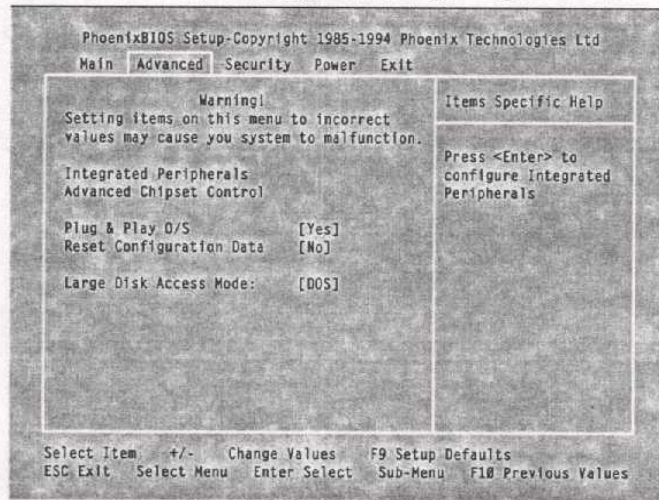 PhoenixBIOS Setup-Copyright 1985-1994 Phoenix Technologies Ltd
Main Advanced Security Power Exit
Warning!
Setting items on this menu to incorrect
values may cause you system to malfunction.
Integrated Peripherals
Advanced Chipset Control
Plug & Play O/S [Yes]
Reset Configuration Data [No]
Large Disk Access Mode: [DOS]
Items Specific Help
Press <Enter> to
configure Integrated
Peripherals
Select Item +/- Change Values F9 Setup Defaults
ESC Exit Select Menu Enter Select Sub-Menu F10 Previous Values